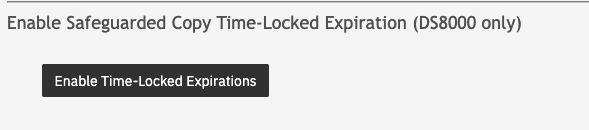 Enable Safeguarded Copy Time-Locked Expiration (DS8000 only)
Enable Time-Locked Expirations